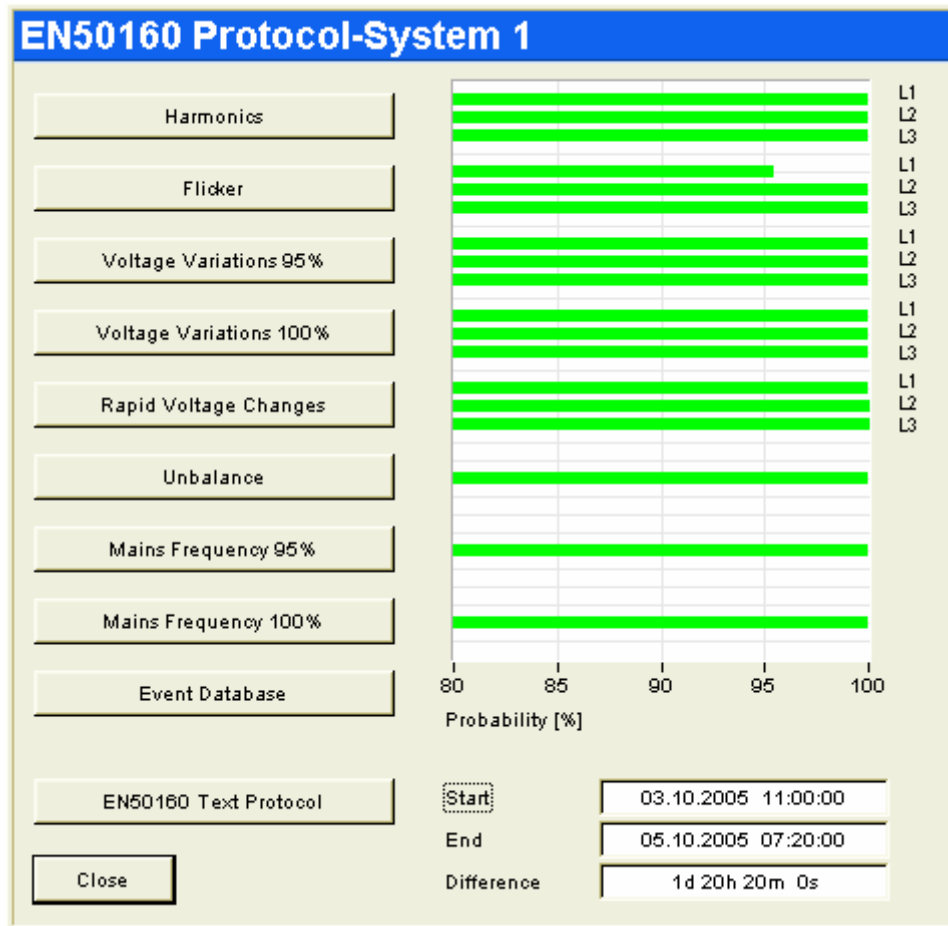 EN50160 Protocol-System 1
Harmonics
L1
L2
L3
Flicker
L1
L2
L3
Voltage Variations 95%
L1
L2
L3
Voltage Variations 100%
L1
L2
L3
Rapid Voltage Changes
L1
L2
L3
Unbalance
Mains Frequency 95%
Mains Frequency 100%
Event Database
80 85 90 95 100
Probability [%]
EN50160 Text Protocol
Start 03.10.2005 11:00:00
End 05.10.2005 07:20:00
Close
Difference 1d 20h 20m 0s